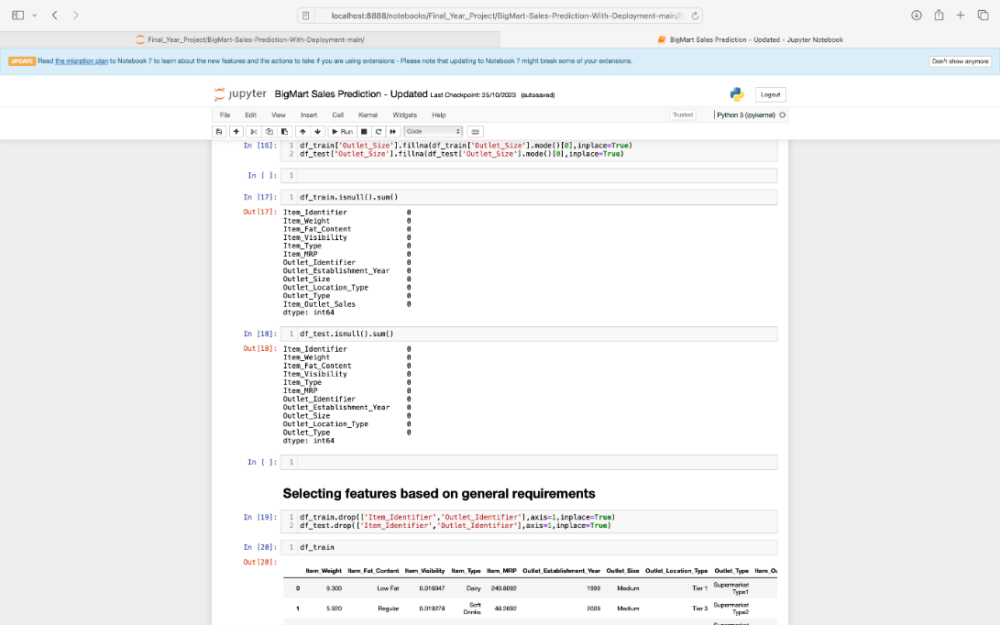 localhost:8888/notebooks/Final_Year_Project/BigMart-Sales-Prediction-With-Deployment-main/
Final_Year_Project/BigMart-Sales-Prediction-With-Deployment-main/
BigMart Sales Prediction - Updated - Jupyter Notebook
UPDATE Read the migration plan to Notebook 7 to learn about the new features and the actions to take if you are using extensions - Please note that updating to Notebook 7 might break some of your extensions.
Don't show anymore
jupyter BigMart Sales Prediction - Updated Last Checkpoint: 25/10/2023 (autosaved)
Logout
File Edit View Insert Cell Kernel Widgets Help
Trusted
Python 3 (ipykernel)
Run
Code
In [16]: 1 df_train['Outlet_Size'].fillna(df_train['Outlet_Size'].mode()[0],inplace=True)
2 df_test['Outlet_Size'].fillna(df_test['Outlet_Size'].mode()[0],inplace=True)
In [ ]: 1
In [17]: 1 df_train.isnull().sum()
Out[17]: Item_Identifier 0
Item_Weight 0
Item_Fat_Content 0
Item_Visibility 0
Item_Type 0
Item_MRP 0
Outlet_Identifier 0
Outlet_Establishment_Year 0
Outlet_Size 0
Outlet_Location_Type 0
Outlet_Type 0
Item_Outlet_Sales 0
dtype: int64
In [18]: 1 df_test.isnull().sum()
Out[18]: Item_Identifier 0
Item_Weight 0
Item_Fat_Content 0
Item_Visibility 0
Item_Type 0
Item_MRP 0
Outlet_Identifier 0
Outlet_Establishment_Year 0
Outlet_Size 0
Outlet_Location_Type 0
Outlet_Type 0
dtype: int64
In [ ]: 1
Selecting features based on general requirements
In [19]: 1 df_train.drop(['Item_Identifier','Outlet_Identifier'],axis=1,inplace=True)
2 df_test.drop(['Item_Identifier','Outlet_Identifier'],axis=1,inplace=True)
In [20]: 1 df_train
Out[20]:
Item_Weight Item_Fat_Content Item_Visibility Item_Type Item_MRP Outlet_Establishment_Year Outlet_Size Outlet_Location_Type Outlet_Type
0 9.300 Low Fat 0.016047 Dairy 249.8092 1999 Medium Tier 1 Supermarket Type1
1 5.920 Regular 0.019278 Soft Drinks 48.2692 2009 Medium Tier 3 Supermarket Type2